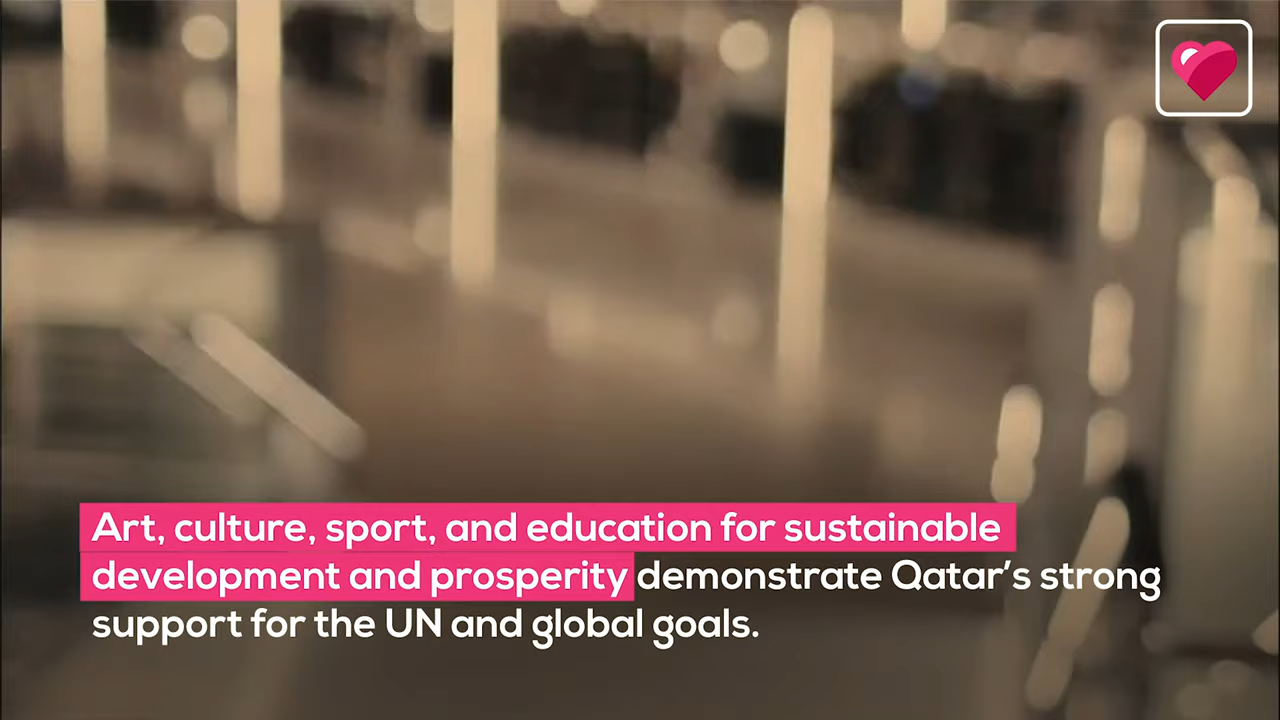 Art, culture, sport, and education for sustainable
development and prosperity demonstrate Qatar’s strong
support for the UN and global goals.